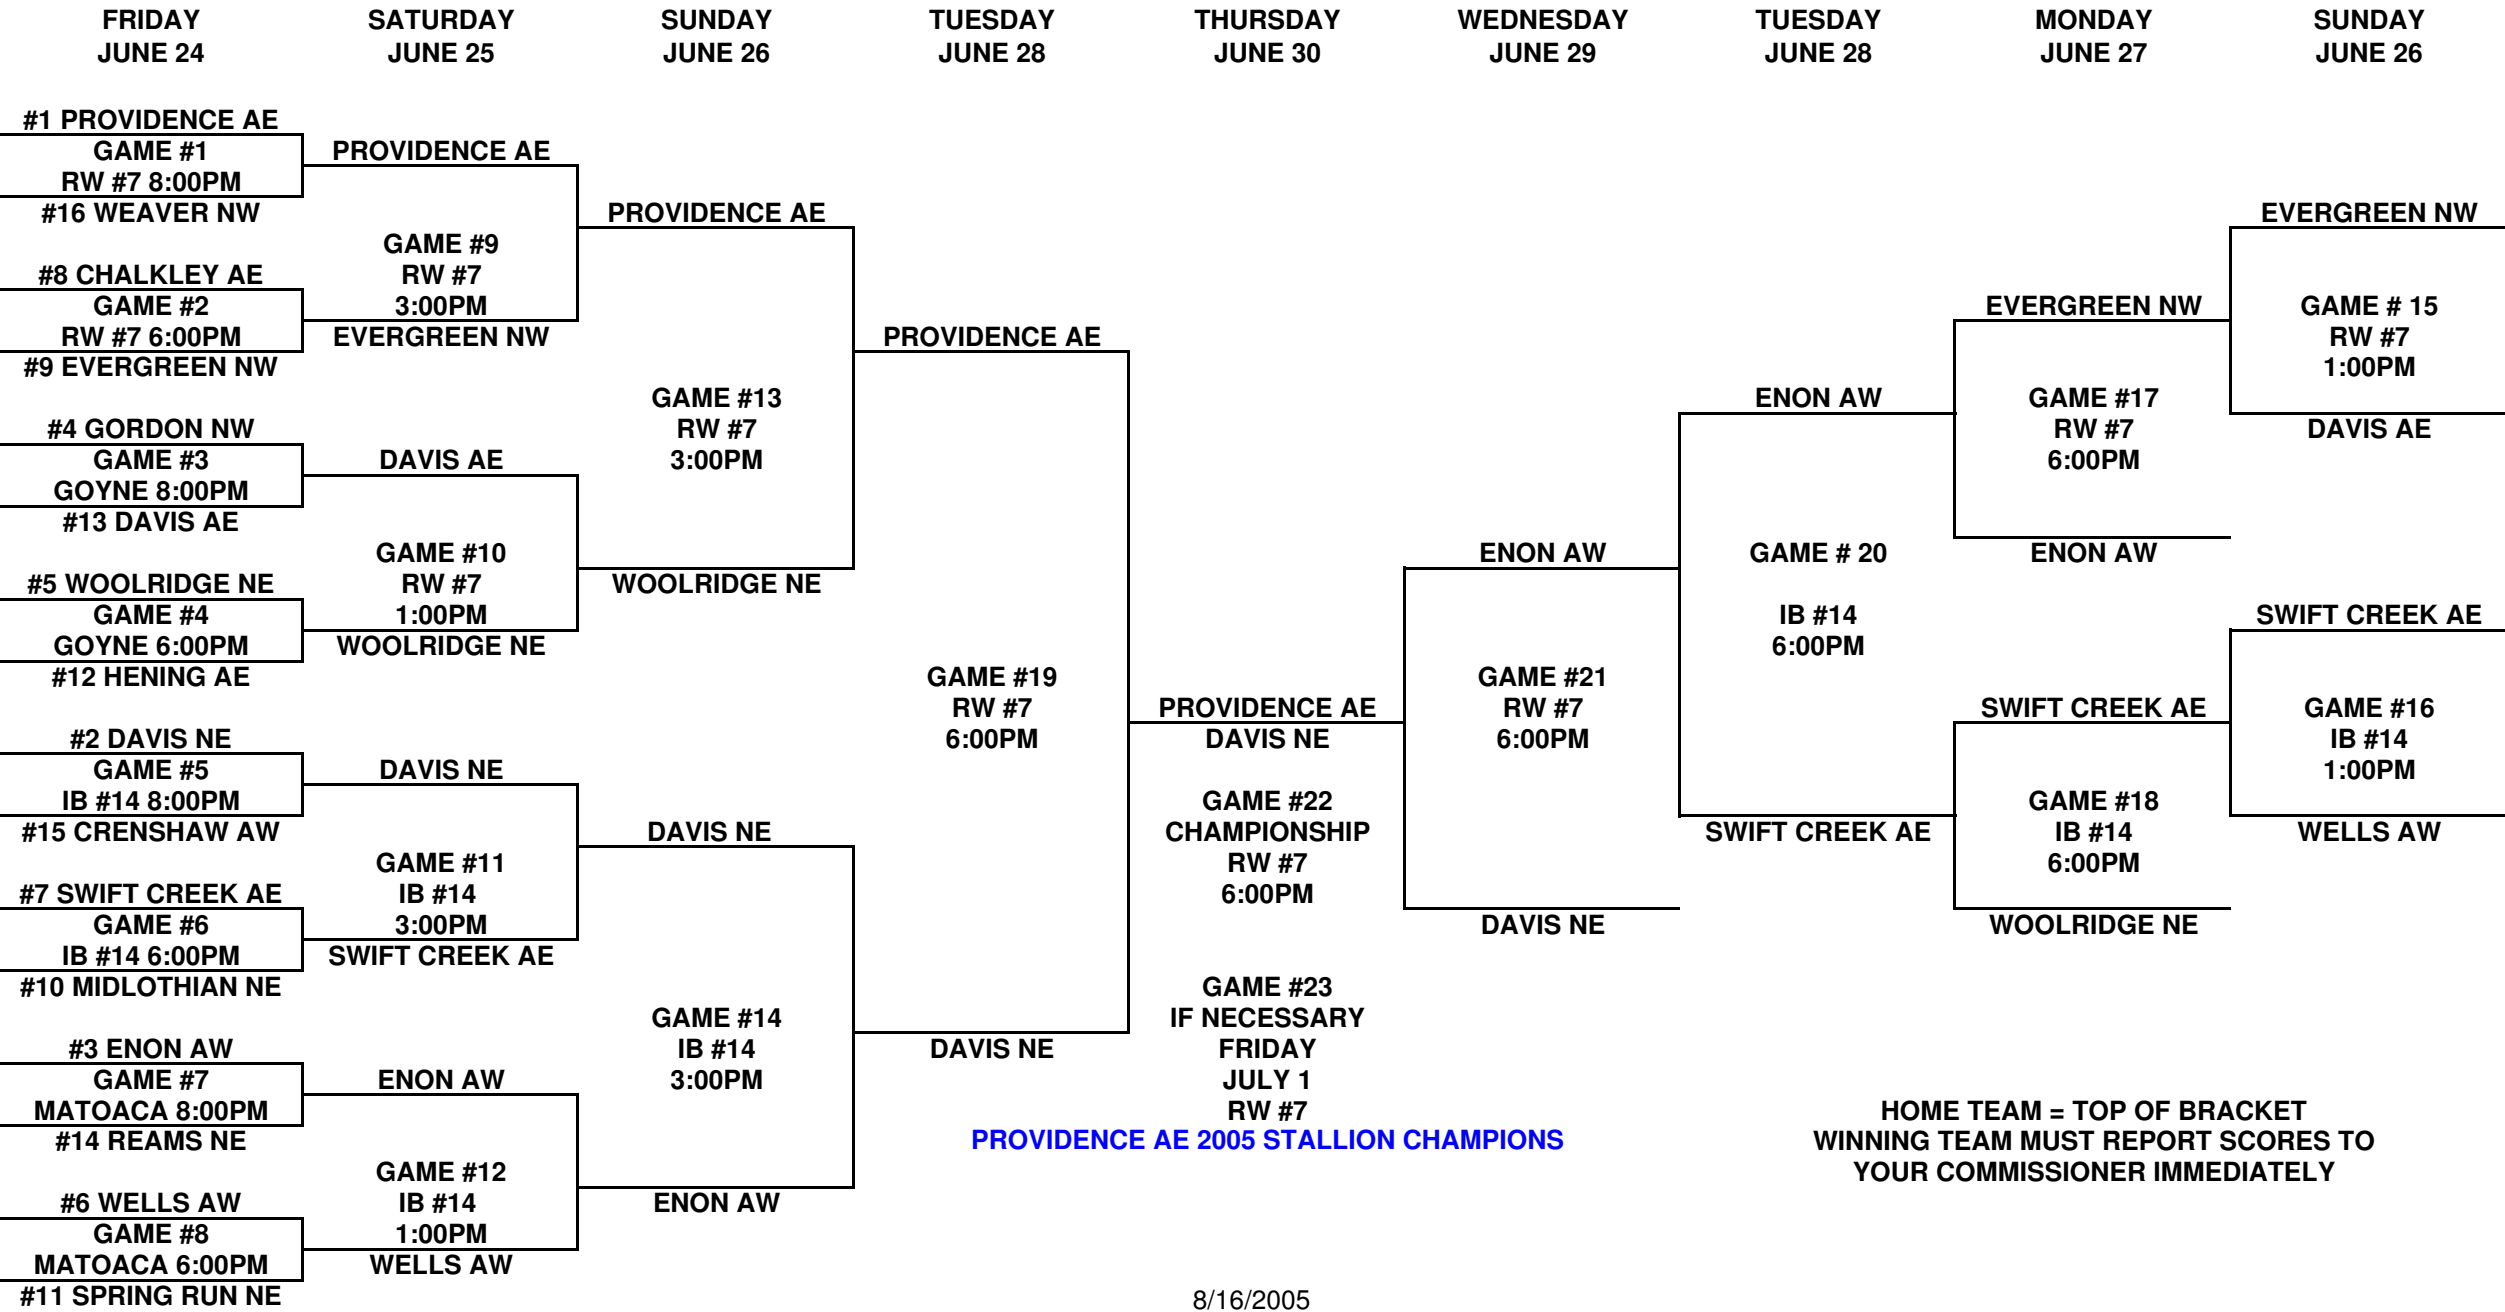 FRIDAY
JUNE 24
SATURDAY
JUNE 25
SUNDAY
JUNE 26
TUESDAY
JUNE 28
THURSDAY
JUNE 30
WEDNESDAY
JUNE 29
TUESDAY
JUNE 28
MONDAY
JUNE 27
SUNDAY
JUNE 26
#1 PROVIDENCE AE
GAME #1
RW #7 8:00PM
#16 WEAVER NW
#8 CHALKLEY AE
GAME #2
RW #7 6:00PM
#9 EVERGREEN NW
#4 GORDON NW
GAME #3
GOYNE 8:00PM
#13 DAVIS AE
#5 WOOLRIDGE NE
GAME #4
GOYNE 6:00PM
#12 HENING AE
#2 DAVIS NE
GAME #5
IB #14 8:00PM
#15 CRENSHAW AW
#7 SWIFT CREEK AE
GAME #6
IB #14 6:00PM
#10 MIDLOTHIAN NE
#3 ENON AW
GAME #7
MATOACA 8:00PM
#14 REAMS NE
#6 WELLS AW
GAME #8
MATOACA 6:00PM
#11 SPRING RUN NE
PROVIDENCE AE
GAME #9
RW #7
3:00PM
EVERGREEN NW
DAVIS AE
GAME #10
RW #7
1:00PM
WOOLRIDGE NE
DAVIS NE
GAME #11
IB #14
3:00PM
SWIFT CREEK AE
ENON AW
GAME #12
IB #14
1:00PM
WELLS AW
PROVIDENCE AE
GAME #13
RW #7
3:00PM
WOOLRIDGE NE
DAVIS NE
GAME #14
IB #14
3:00PM
ENON AW
PROVIDENCE AE
GAME #19
RW #7
6:00PM
DAVIS NE
PROVIDENCE AE
DAVIS NE
GAME #22
CHAMPIONSHIP
RW #7
6:00PM
GAME #23
IF NECESSARY
FRIDAY
JULY 1
RW #7
PROVIDENCE AE 2005 STALLION CHAMPIONS
ENON AW
GAME #21
RW #7
6:00PM
DAVIS NE
ENON AW
GAME # 20
IB #14
6:00PM
SWIFT CREEK AE
EVERGREEN NW
GAME #17
RW #7
6:00PM
ENON AW
SWIFT CREEK AE
GAME #18
IB #14
6:00PM
WOOLRIDGE NE
EVERGREEN NW
GAME # 15
RW #7
1:00PM
DAVIS AE
SWIFT CREEK AE
GAME #16
IB #14
1:00PM
WELLS AW
HOME TEAM = TOP OF BRACKET
WINNING TEAM MUST REPORT SCORES TO
YOUR COMMISSIONER IMMEDIATELY
8/16/2005